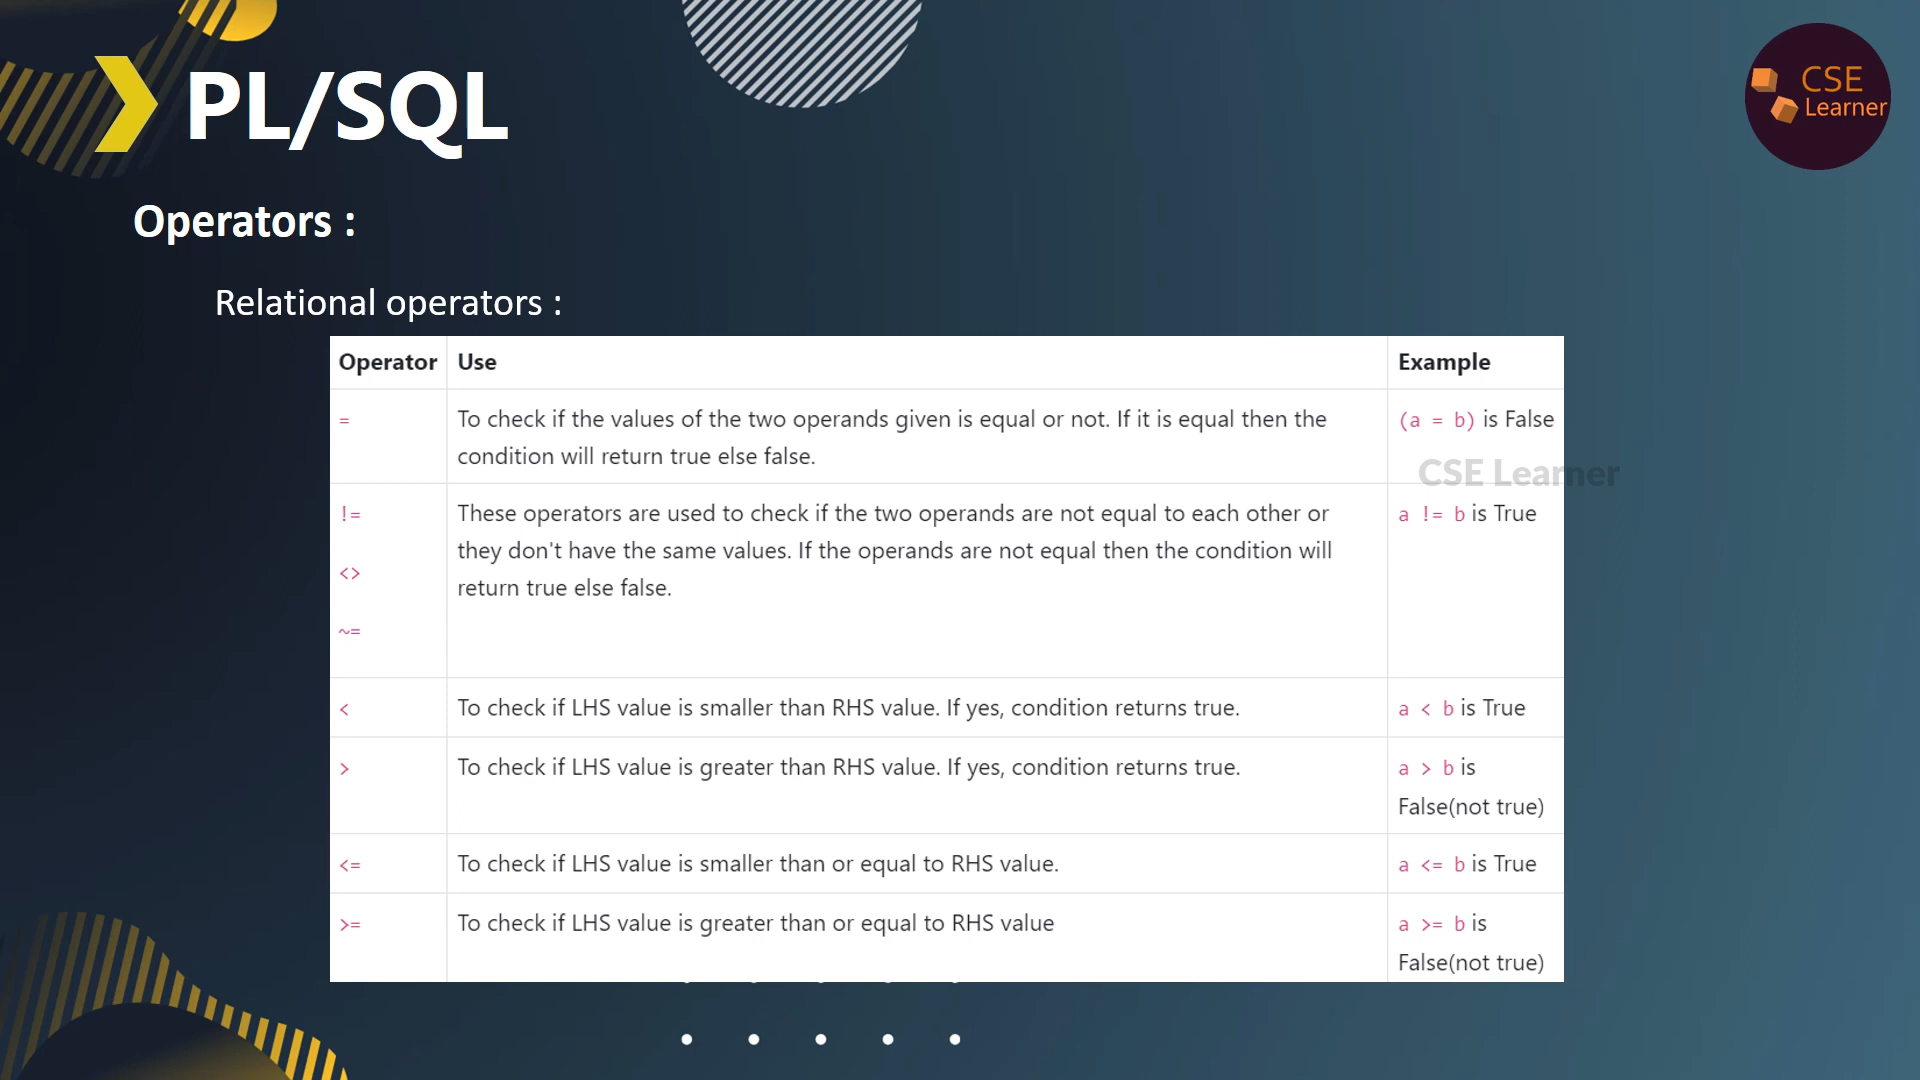 PL/SQL
CSE
Learner
Operators :
Relational operators :
Operator Use Example
= To check if the values of the two operands given is equal or not. If it is equal then the (a = b) is False
condition will return true else false.
CSE Learner
!= These operators are used to check if the two operands are not equal to each other or a != b is True
they don't have the same values. If the operands are not equal then the condition will
<>
return true else false.
~=
< To check if LHS value is smaller than RHS value. If yes, condition returns true. a < b is True
> To check if LHS value is greater than RHS value. If yes, condition returns true. a > b is
False(not true)
<= To check if LHS value is smaller than or equal to RHS value. a <= b is True
>= To check if LHS value is greater than or equal to RHS value a >= b is
False(not true)